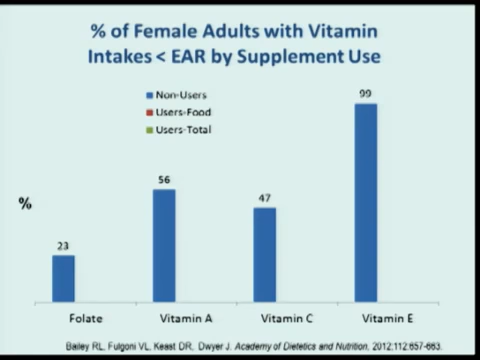 % of Female Adults with Vitamin
Intakes < EAR by Supplement Use
Non-Users
Users-Food
Users-Total
99
56
47
%
23
Folate Vitamin A Vitamin C Vitamin E
Bailey RL, Fulgoni VL, Keast DR, Dwyer J. Academy of Dietetics and Nutrition, 2012;112:657-663.